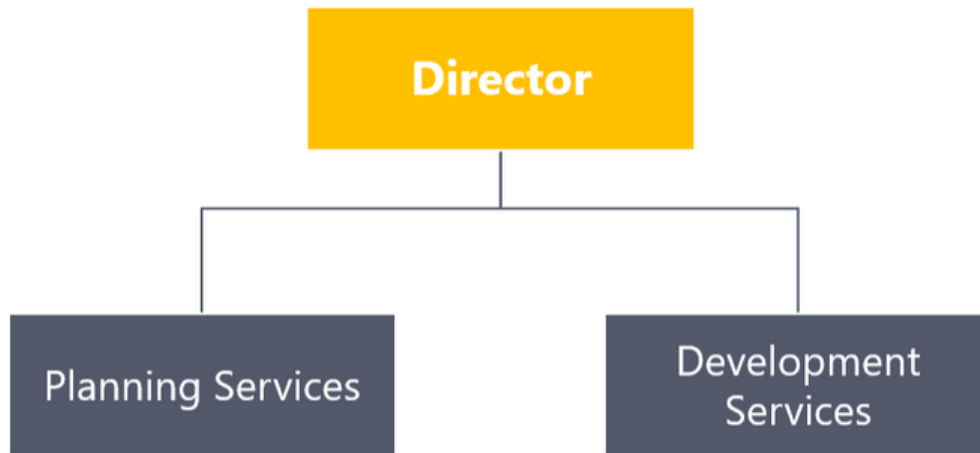 Director
Planning Services
Development
Services